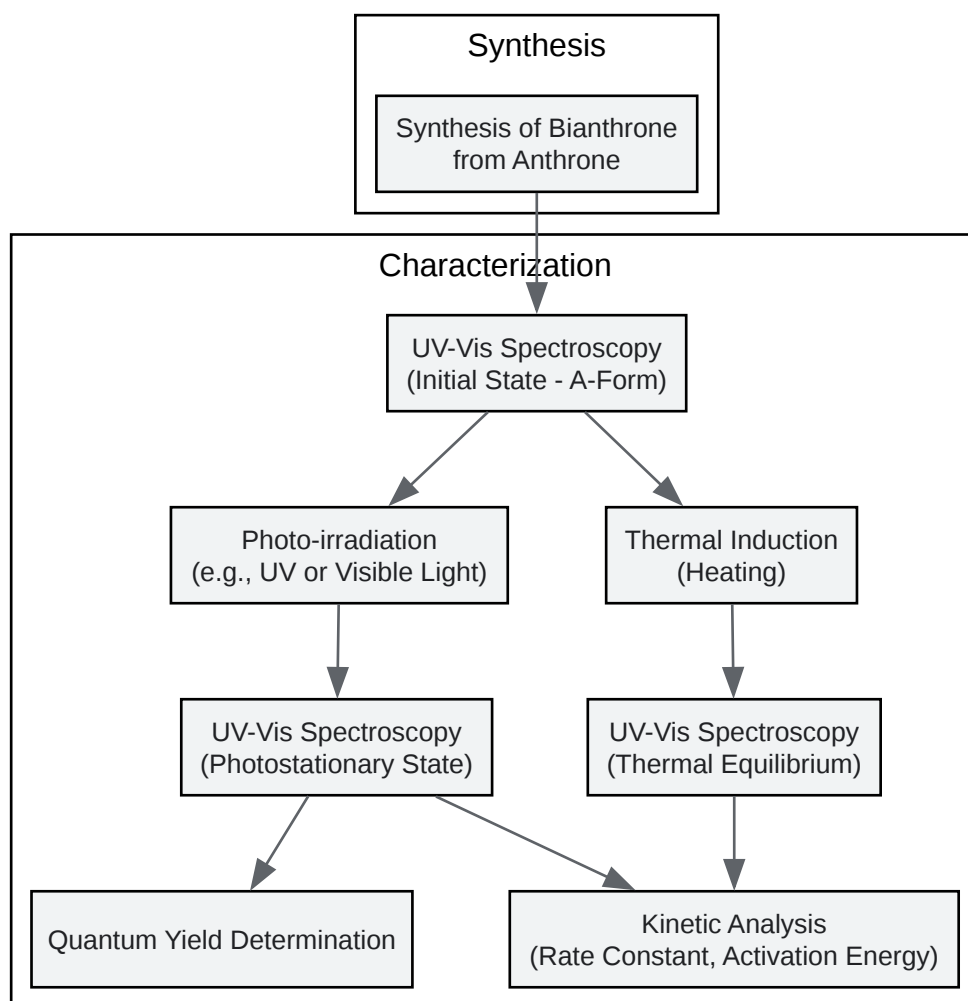 Synthesis
Synthesis of Bianthrone
from Anthrone
Characterization
UV-Vis Spectroscopy
(Initial State - A-Form)
Photo-irradiation
(e.g., UV or Visible Light)
Thermal Induction
(Heating)
UV-Vis Spectroscopy
(Photostationary State)
UV-Vis Spectroscopy
(Thermal Equilibrium)
Quantum Yield Determination
Kinetic Analysis
(Rate Constant, Activation Energy)